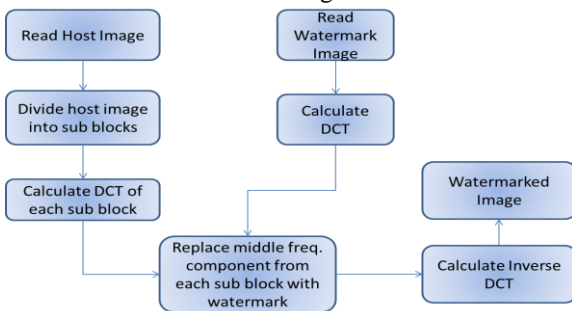 Read Host Image
Read
Watermark
Image
Divide host image
into sub blocks
Calculate
DCT
Calculate DCT of
each sub block
Watermarked
Image
Replace middle freq.
component from
each sub block with
watermark
Calculate Inverse
DCT